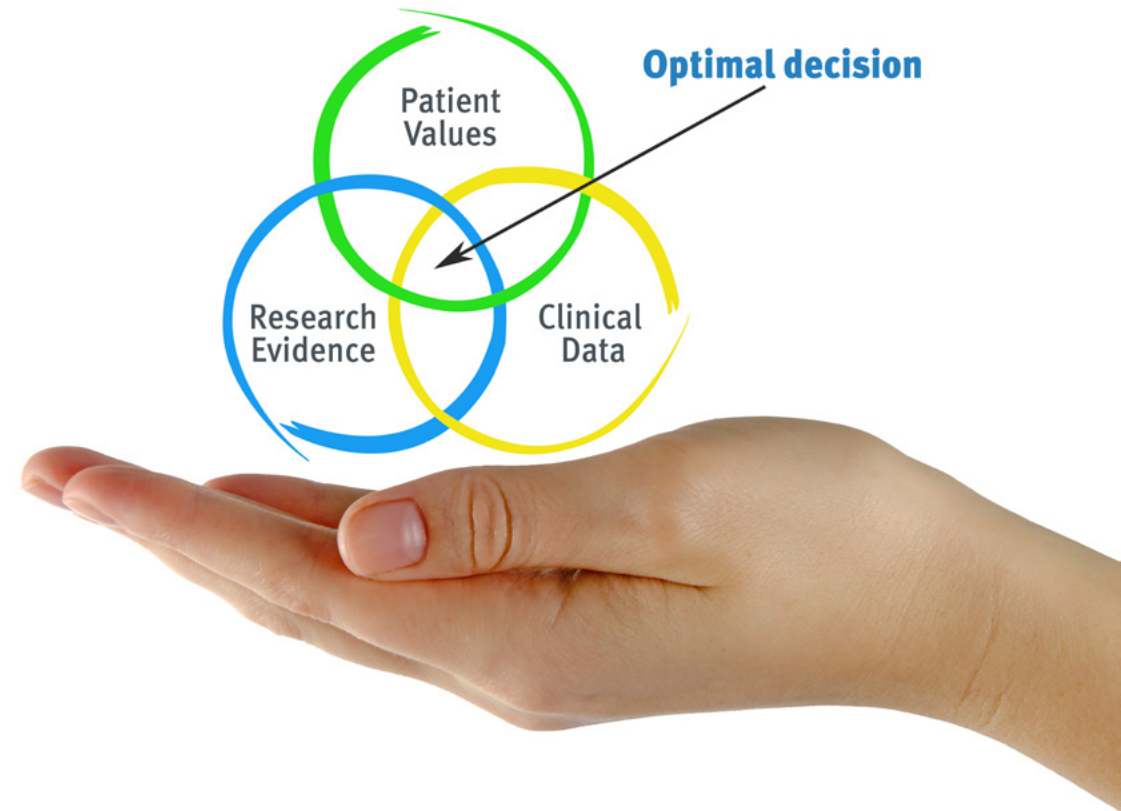 Optimal decision
Patient
Values
Research
Evidence
Clinical
Data